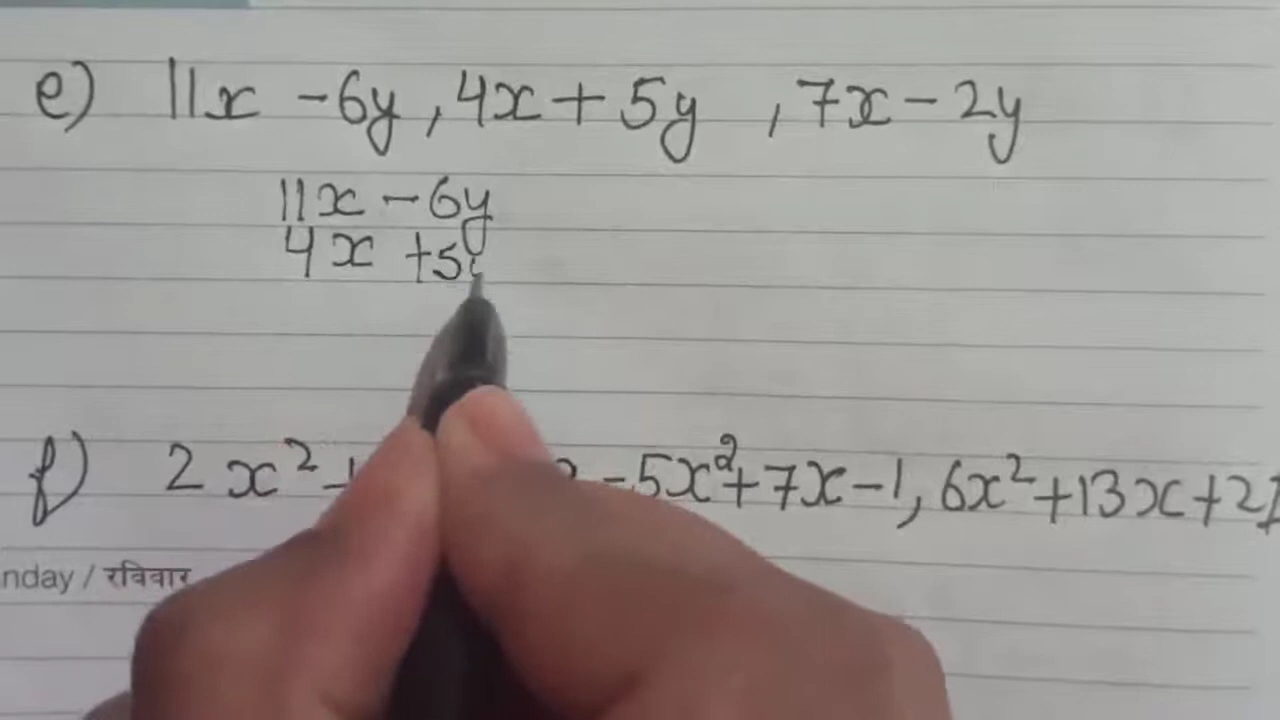 e) 11x - 6y , 4x + 5y , 7x - 2y
11x - 6y
4x + 5
f) 2x² + - 5x² + 7x - 1, 6x² + 13x + 2
nday / रविवार